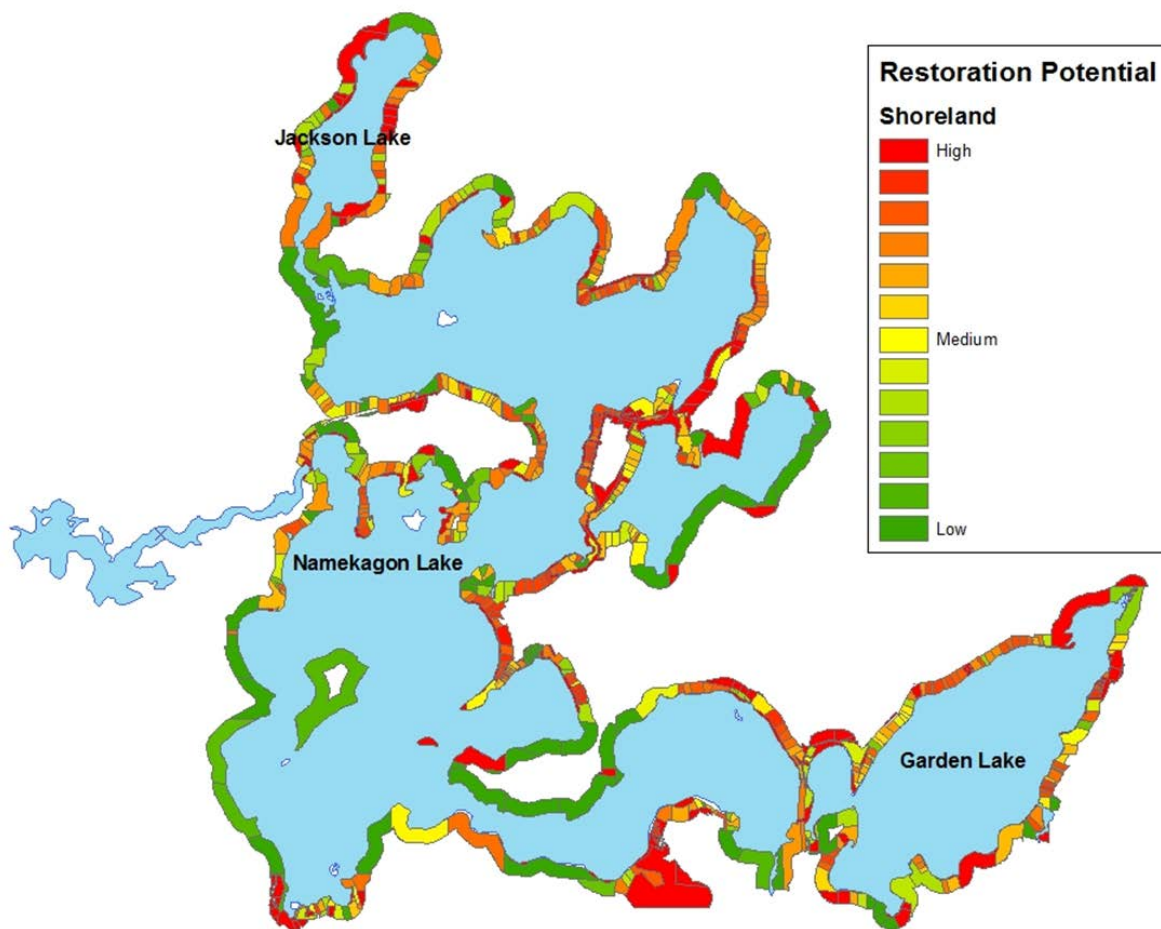 Restoration Potential
Shoreland
High
Medium
Low
Jackson Lake
Namekagon Lake
Garden Lake